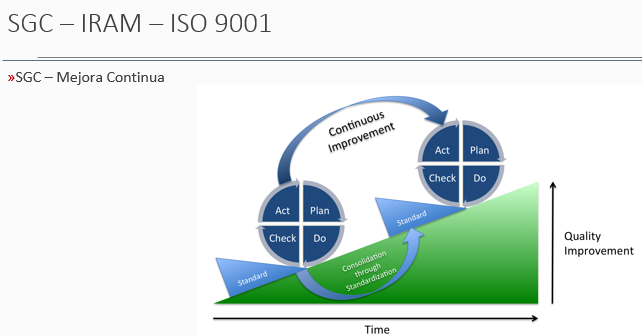 SGC – IRAM – ISO 9001
»SGC – Mejora Continua
Continuous
Improvement
Act
Plan
Check
Do
Act
Plan
Check
Do
Standard
Standard
Consolidation
through
Standardization
Quality
Improvement
Time